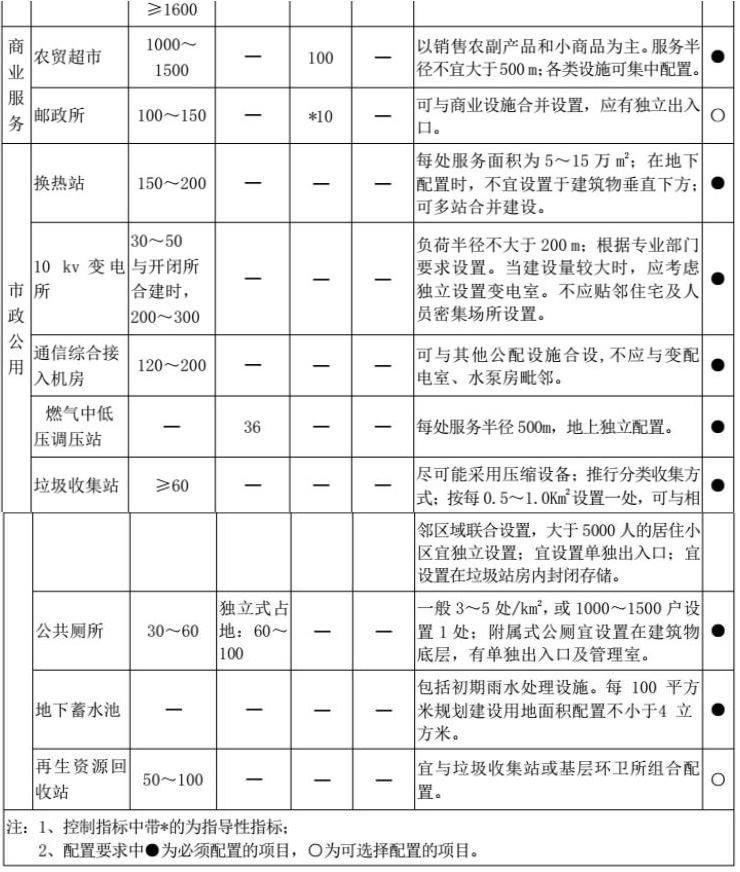 ≥1600
商业服务
农贸超市
1000～
1500
—
100
—
以销售农副产品和小商品为主。服务半
径不宜大于500m;各类设施可集中配置。
●
邮政所
100～150
—
*10
—
可与商业设施合并设置，应有独立出入
口。
○
市政公用
换热站
150～200
—
—
—
每处服务面积为5～15万㎡；在地下
配置时，不宜设置于建筑物垂直下方；
可多站合并建设。
●
10 kv 变电
所
30～50
与开闭所
合建时，
200～300
—
—
—
负荷半径不大于200m；根据专业部门
要求设置。当建设量较大时，应考虑
独立设置变电室。不应贴邻住宅及人
员密集场所设置。
●
通信综合接
入机房
120～200
—
—
—
可与其他公配设施合设,不应与变配
电室、水泵房毗邻。
●
燃气中低
压调压站
—
36
—
—
每处服务半径500m，地上独立配置。
●
垃圾收集站
≥60
—
—
—
尽可能采用压缩设备；推行分类收集方
式；按每0.5～1.0K㎡设置一处，可与相
●
邻区域联合设置，大于5000人的居住小
区宜独立设置；宜设置单独出入口；宜
设置在垃圾站房内封闭存储。
公共厕所
30～60
独立式占
地：60～
100
—
—
一般3～5处/k㎡，或1000～1500户设
置1处；附属式公厕宜设置在建筑物
底层，有单独出入口及管理室。
●
地下蓄水池
—
—
—
—
包括初期雨水处理设施。每 100 平方
米规划建设用地面积配置不小于4 立
方米。
●
再生资源回
收站
50～100
—
—
—
宜与垃圾收集站或基层环卫所组合配
置。
○
注：1、控制指标中带*的为指导性指标；
2、配置要求中●为必须配置的项目，○为可选择配置的项目。